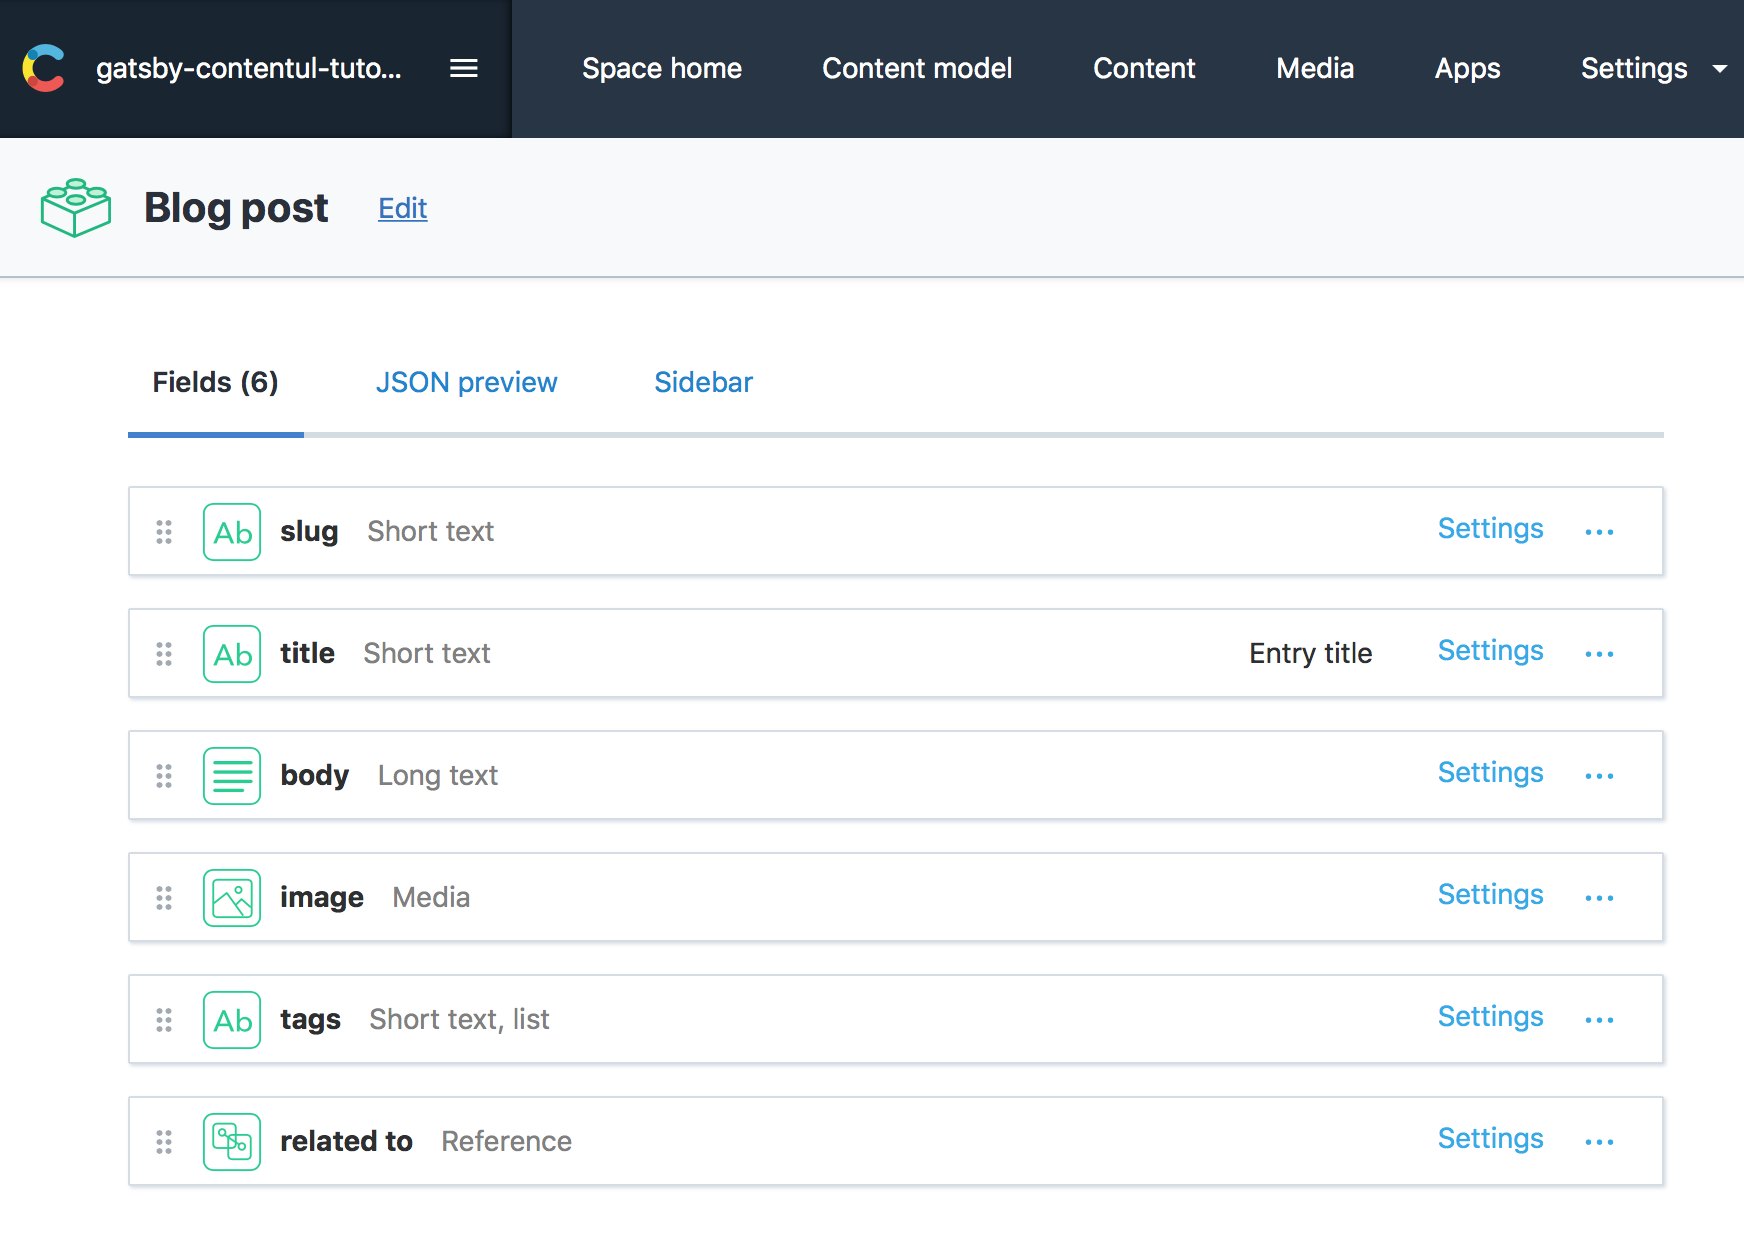 gatsby-contentul-tuto... Space home Content model Content Media Apps Settings
Blog post Edit
Fields (6) JSON preview Sidebar
Ab slug Short text Settings ...
Ab title Short text Entry title Settings ...
body Long text Settings ...
image Media Settings ...
Ab tags Short text, list Settings ...
related to Reference Settings ...